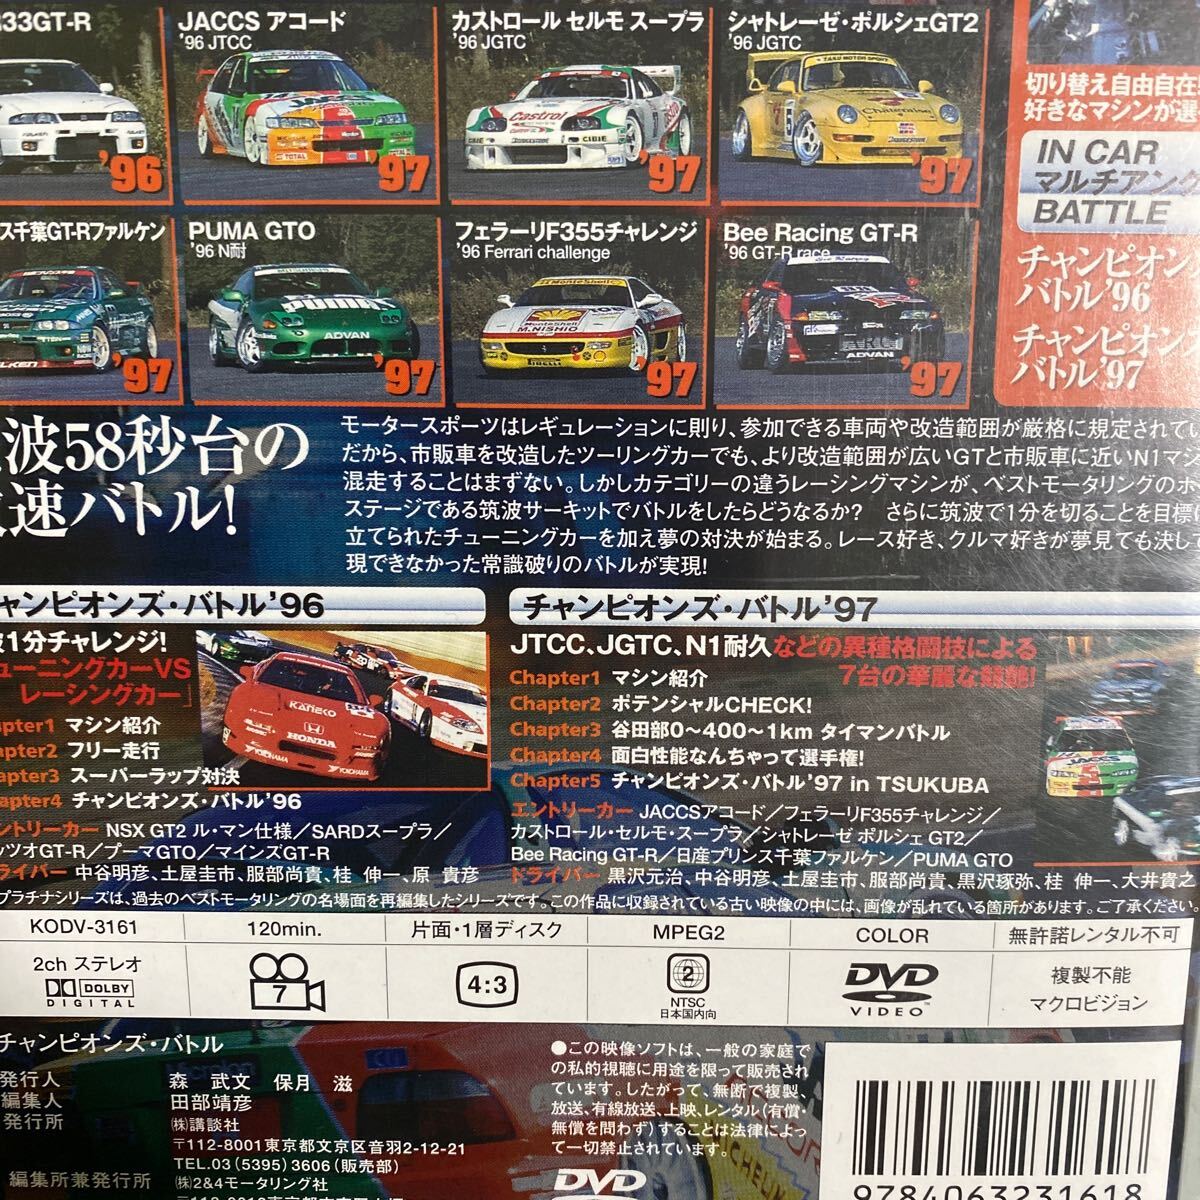 33GT-R
JACCS アコード
'96 JTCC
カストロール セルモ スープラ
'96 JGTC
シャトレーゼ・ポルシェGT2
'96 JGTC
'96
'97
'97
'97
切り替え自由自在!
好きなマシンが選
IN CAR
マルチアング
BATTLE
チャンピオン
バトル'96
チャンピオン
バトル'97
ス千葉GT-Rファルケン
PUMA GTO
'96 N耐
フェラーリF355チャレンジ
'96 Ferrari challenge
Bee Racing GT-R
'96 GT-R race
'97
'97
'97
'97
波58秒台の
速バトル!
モータースポーツはレギュレーションに則り、参加できる車両や改造範囲が厳格に規定されてい
だから、市販車を改造したツーリングカーでも、より改造範囲が広いGTと市販車に近いN1マシ
混走することはまずない。しかしカテゴリーの違うレーシングマシンが、ベストモータリングのホー
ステージである筑波サーキットでバトルをしたらどうなるか? さらに筑波で1分を切ることを目標に
立てられたチューニングカーを加え夢の対決が始まる。レース好き、クルマ好きが夢見ても決して
現できなかった常識破りのバトルが実現!
ャンピオンズ・バトル'96
1分チャレンジ!
ューニングカーVS
レーシングカー」
hapter1 マシン紹介
hapter2 フリー走行
hapter3 スーパーラップ対決
hapter4 チャンピオンズ・バトル'96
ントリーカー NSX GT2 ル・マン仕様/SARDスープラ/
ッツオGT-R/プーマGTO/マインズGT-R
ライバー 中谷明彦、土屋圭市、服部尚貴、桂 伸一、原 貴彦
チャンピオンズ・バトル'97
JTCC、JGTC、N1耐久などの異種格闘技による
7台の華麗な競艶!
Chapter1 マシン紹介
Chapter2 ポテンシャルCHECK!
Chapter3 谷田部0〜400〜1km タイマンバトル
Chapter4 面白性能なんちゃって選手権!
Chapter5 チャンピオンズ・バトル'97 in TSUKUBA
エントリーカー JACCSアコード/フェラーリF355チャレンジ/
カストロール・セルモ・スープラ/シャトレーゼ ポルシェ GT2/
Bee Racing GT-R/日産プリンス千葉ファルケン/PUMA GTO
ドライバー 黒沢元治、中谷明彦、土屋圭市、服部尚貴、黒沢琢弥、桂 伸一、大井貴之
プラチナシリーズは、過去のベストモータリングの名場面を再編集したシリーズです。この作品に収録されている古い映像の中には、画像が乱れている箇所があります。ご了承ください。
KODV-3161
120min.
片面・1層ディスク
MPEG2
COLOR
無許諾レンタル不可
2ch ステレオ
DOLBY
DIGITAL
7
4:3
2
NTSC
日本国内向
DVD
VIDEO
複製不能
マクロビジョン
チャンピオンズ・バトル
発行人 森 武文 保月 滋
編集人 田部靖彦
発行所 ㈱講談社
〒112-8001東京都文京区音羽2-12-21
TEL.03(5395)3606(販売部)
編集所兼発行所 ㈱2&4モータリング社
●この映像ソフトは、一般の家庭で
の私的視聴に用途を限って販売され
ています。したがって、無断で複製、
放送、有線放送、上映、レンタル(有償・
無償を問わず)することは法律によっ
て一切禁止されています。
DVD
9784063231618